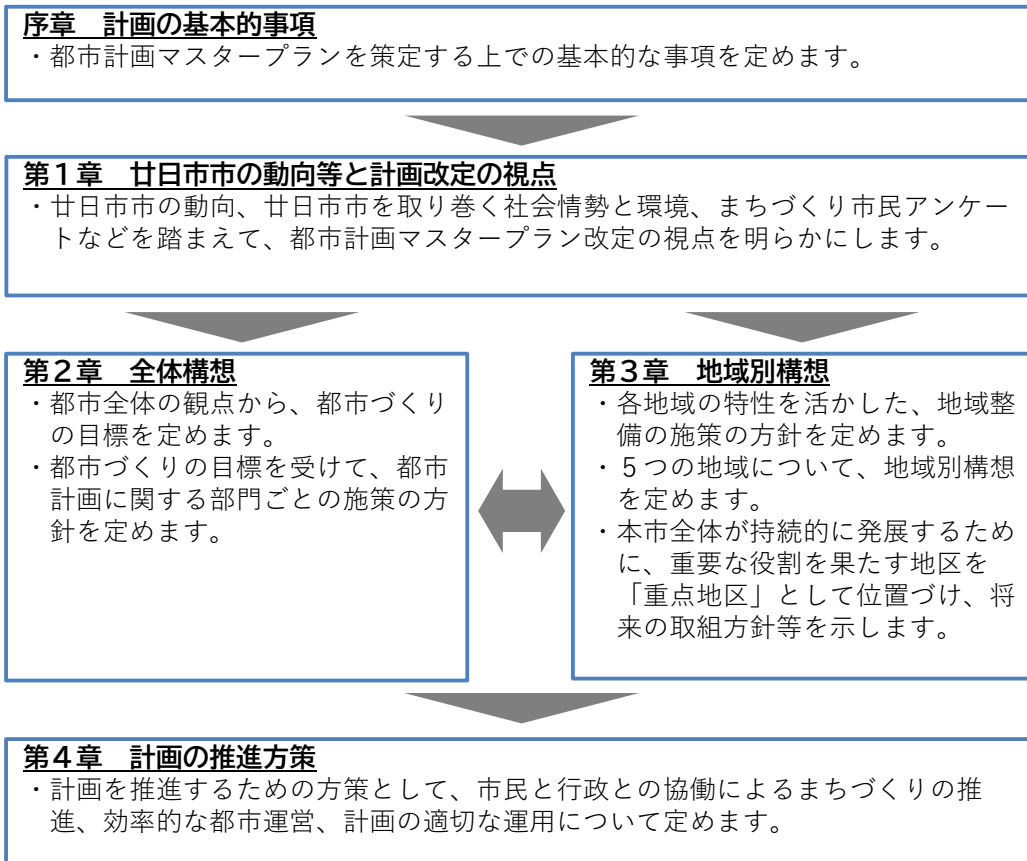 序章　計画の基本的事項
・都市計画マスタープランを策定する上での基本的な事項を定めます。
第１章　廿日市市の動向等と計画改定の視点
・廿日市市の動向、廿日市市を取り巻く社会情勢と環境、まちづくり市民アンケー
トなどを踏まえて、都市計画マスタープラン改定の視点を明らかにします。
第２章　全体構想
・都市全体の観点から、都市づくり
の目標を定めます。
・都市づくりの目標を受けて、都市
計画に関する部門ごとの施策の方
針を定めます。
第３章　地域別構想
・各地域の特性を活かした、地域整
備の施策の方針を定めます。
・５つの地域について、地域別構想
を定めます。
・本市全体が持続的に発展するため
に、重要な役割を果たす地区を
「重点地区」として位置づけ、将
来の取組方針等を示します。
第４章　計画の推進方策
・計画を推進するための方策として、市民と行政との協働によるまちづくりの推
進、効率的な都市運営、計画の適切な運用について定めます。